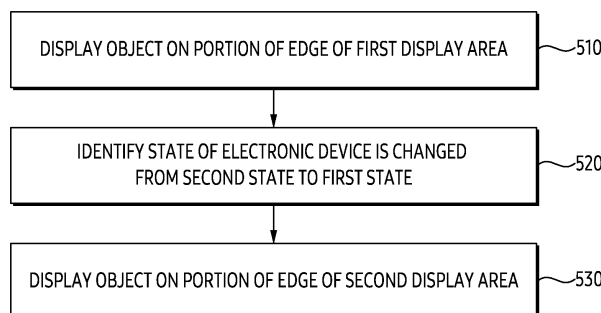 DISPLAY OBJECT ON PORTION OF EDGE OF FIRST DISPLAY AREA
510
IDENTIFY STATE OF ELECTRONIC DEVICE IS CHANGED
FROM SECOND STATE TO FIRST STATE
520
DISPLAY OBJECT ON PORTION OF EDGE OF SECOND DISPLAY AREA
530